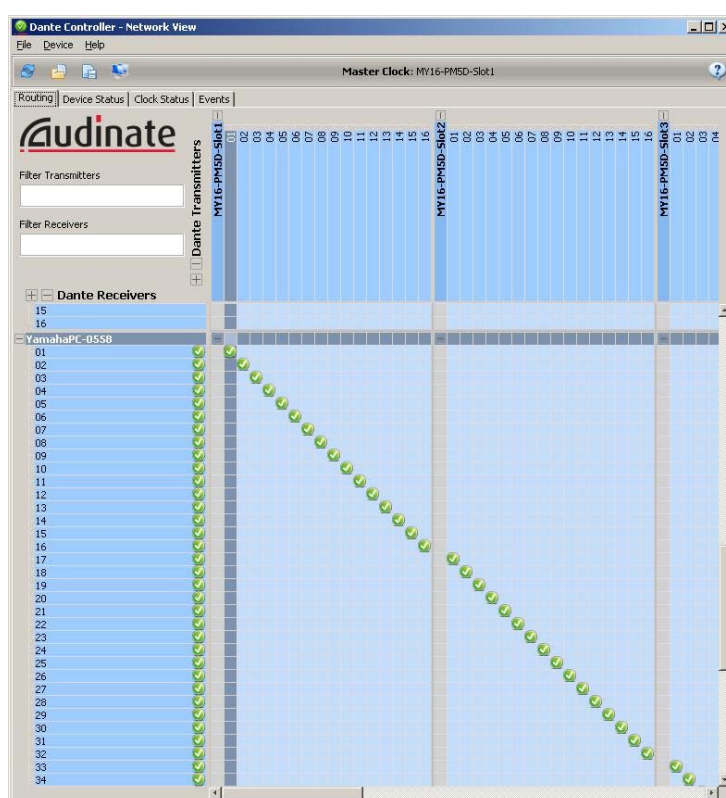 Dante Controller - Network View
File Device Help
Master Clock: MY16-PM5D-Slot1
Routing Device Status Clock Status Events
Audinate
Filter Transmitters
Filter Receivers
Dante Transmitters
MY16-PM5D-Slot1
01 02 03 04 05 06 07 08 09 10 11 12 13 14 15 16
MY16-PM5D-Slot2
01 02 03 04 05 06 07 08 09 10 11 12 13 14 15 16
MY16-PM5D-Slot3
01 02 03 04
Dante Receivers
15
16
YamahaPC-0558
01
02
03
04
05
06
07
08
09
10
11
12
13
14
15
16
17
18
19
20
21
22
23
24
25
26
27
28
29
30
31
32
33
34